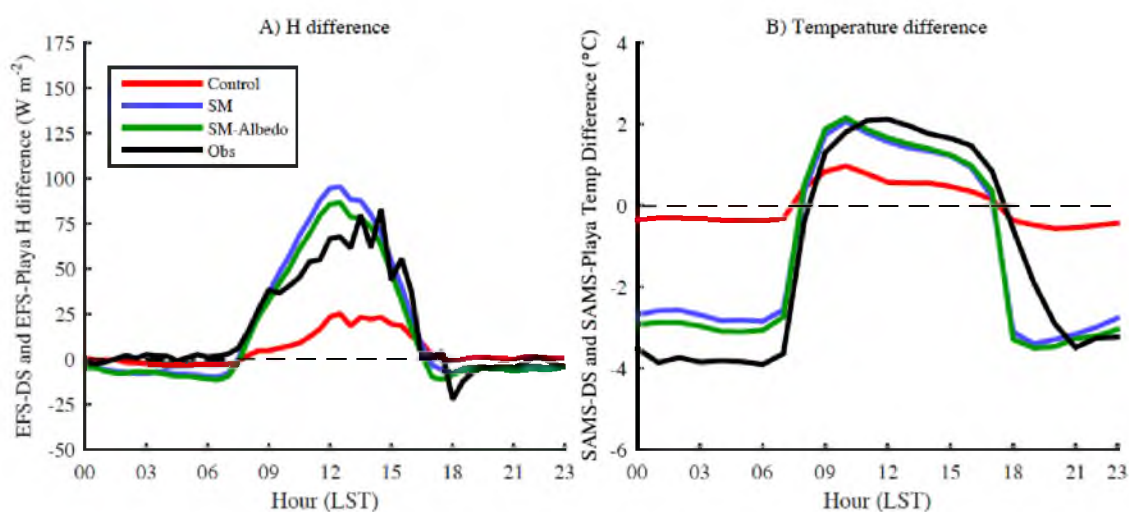 A) H difference
EFS-DS and EFS-Playa H difference (W m⁻²)
175
150
125
100
75
50
25
0
-25
-50
Control
SM
SM-Albedo
Obs
00 03 06 09 12 15 18 21 23
Hour (LST)
B) Temperature difference
SAMS-DS and SAMS-Playa Temp Difference (°C)
4
2
0
-2
-4
-6
00 03 06 09 12 15 18 21 23
Hour (LST)